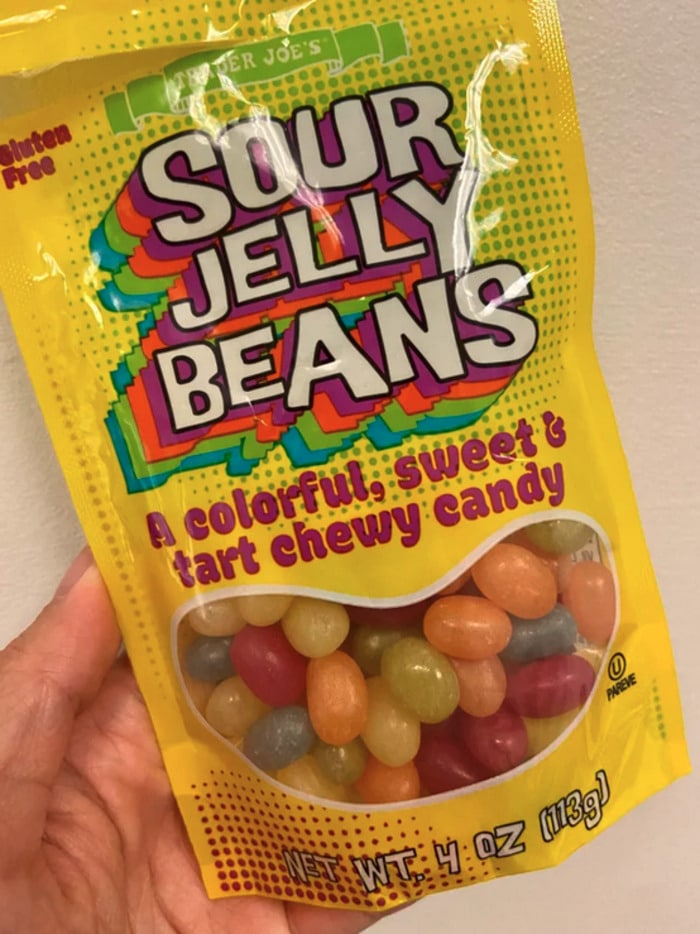 TRADER JOE'S
Gluten
Free
SOUR
JELLY
BEANS
A colorful, sweet &
tart chewy candy
U
PAREVE
NET WT. 4 OZ (113g)